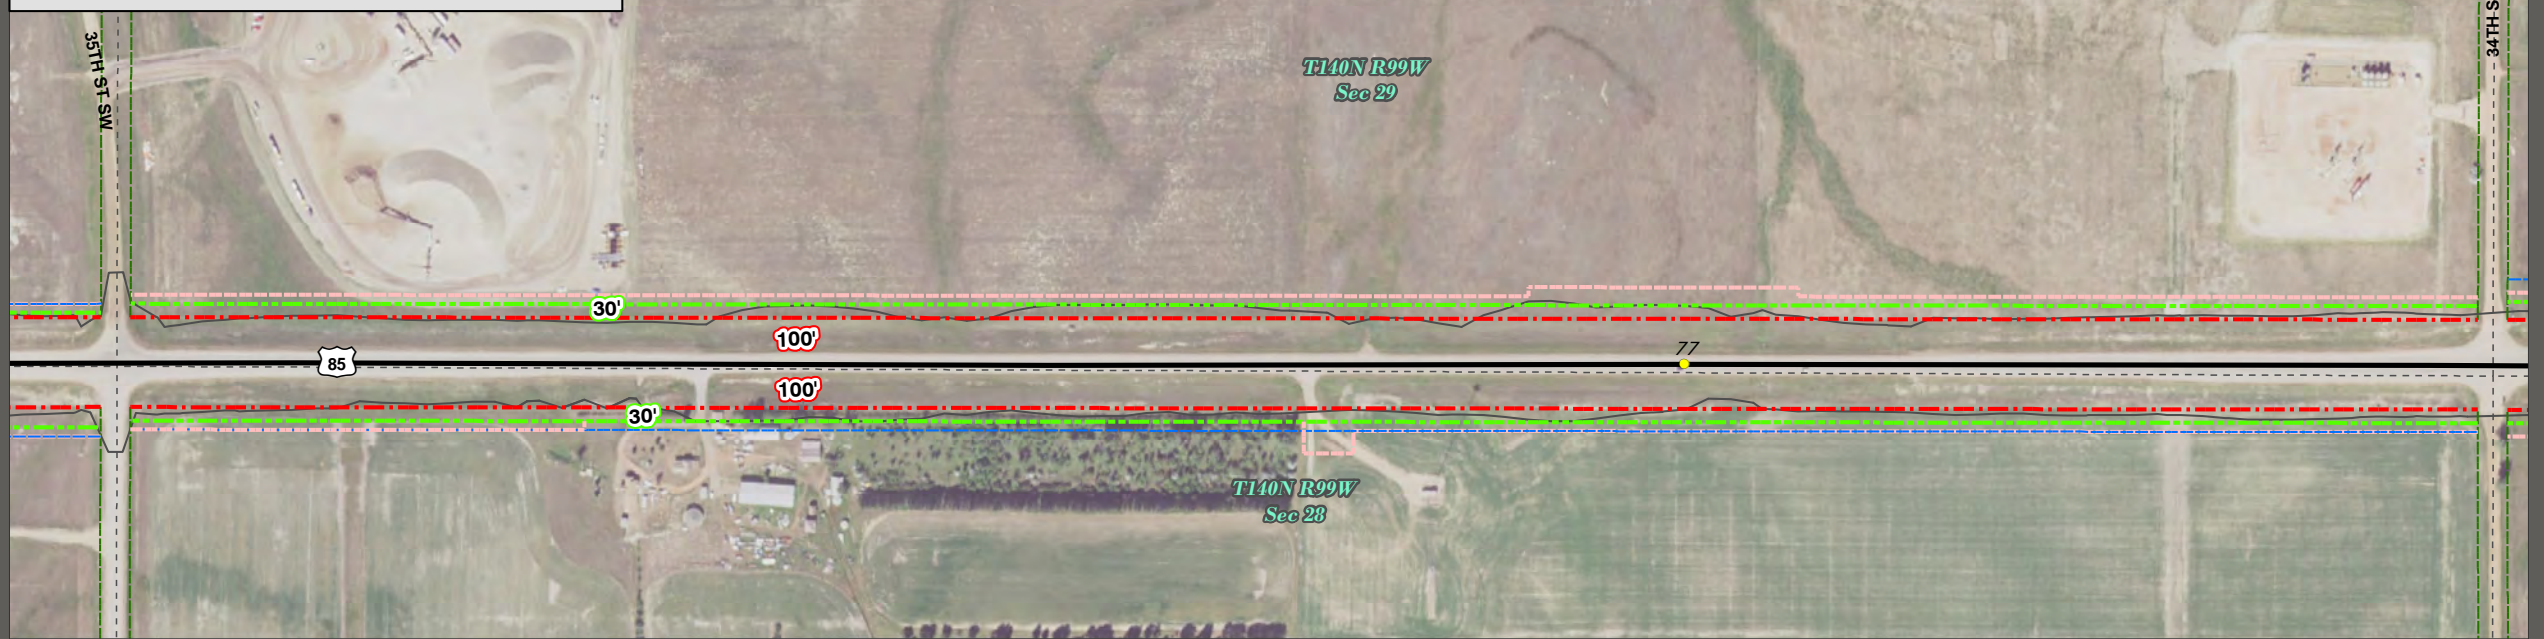 35TH ST SW
34TH S
T140N R99W
Sec 29
30'
100'
77
85
100'
30'
T140N R99W
Sec 28